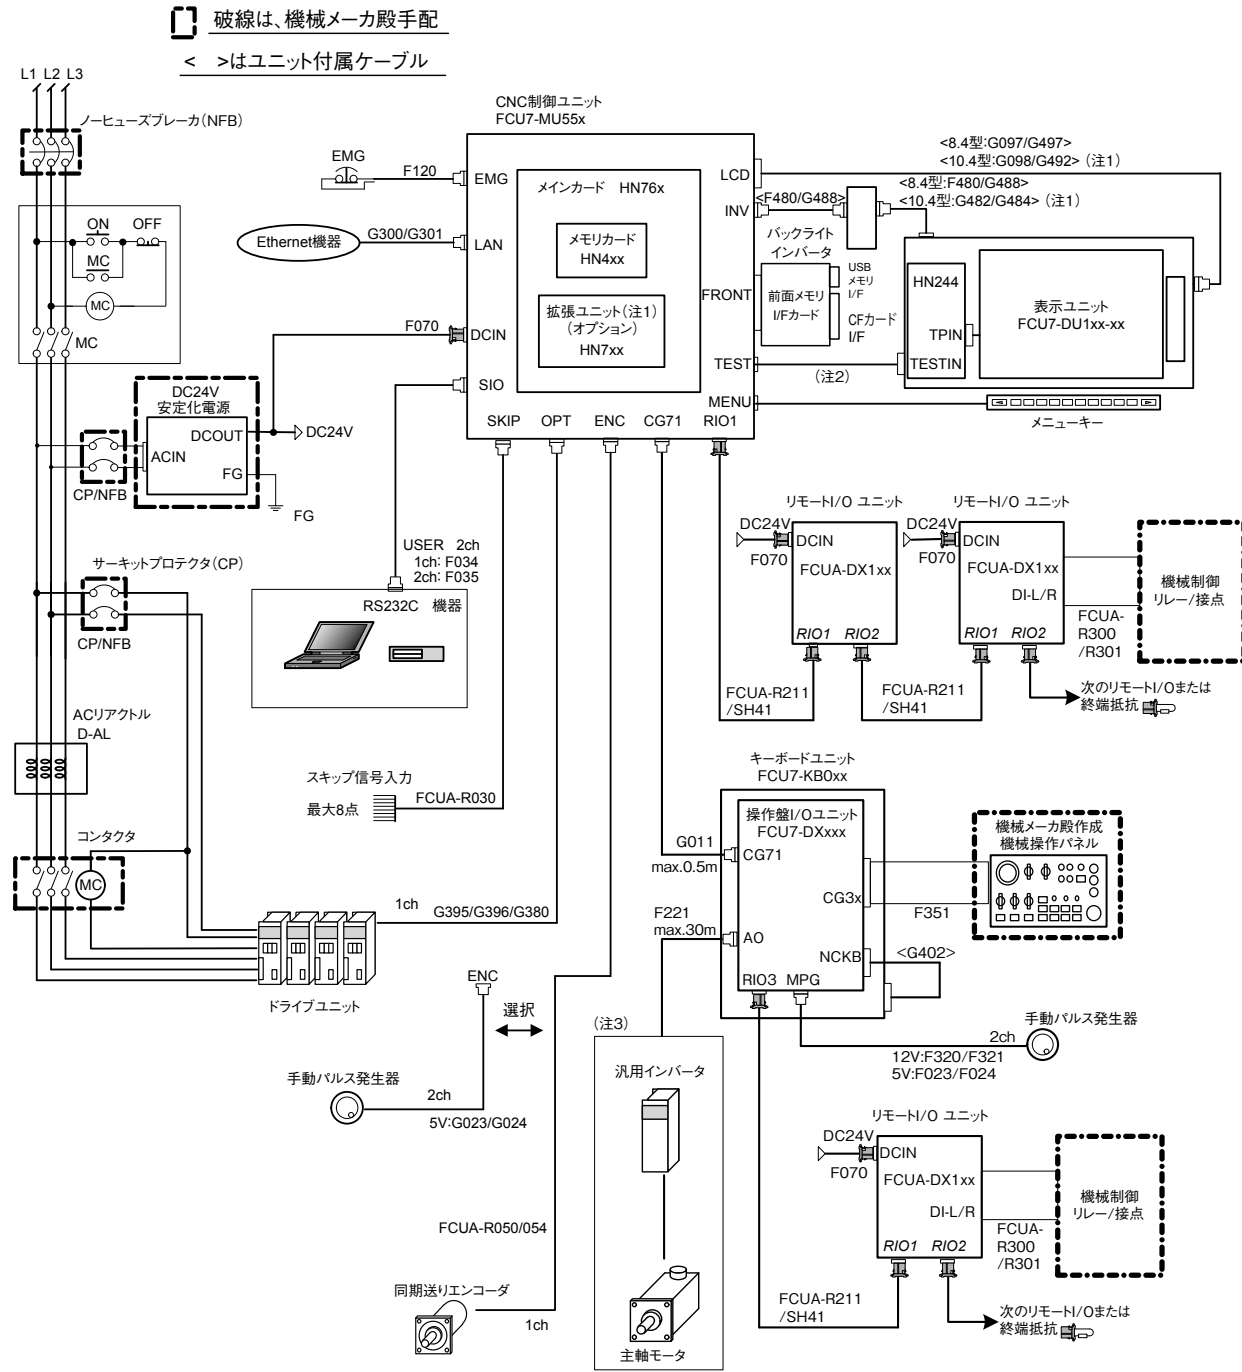 破線は、機械メーカ殿手配
< >はユニット付属ケーブル
L1 L2 L3
ノーヒューズブレーカ(NFB)
ON OFF
MC
MC
MC
DC24V
安定化電源
DCOUT
ACIN
FG
DC24V
CP/NFB
FG
サーキットプロテクタ(CP)
CP/NFB
ACリアクトル
D-AL
コンタクタ
MC
ドライブユニット
CNC制御ユニット
FCU7-MU55x
EMG
F120
EMG
Ethernet機器
G300/G301
LAN
F070
DCIN
SIO
メインカード HN76x
メモリカード
HN4xx
拡張ユニット(注1)
(オプション)
HN7xx
LCD
INV
FRONT
TEST
MENU
SKIP OPT ENC CG71 RIO1
<8.4型:G097/G497>
<10.4型:G098/G492> (注1)
<8.4型:F480/G488>
<10.4型:G482/G484> (注1)
<F480/G488>
バックライト
インバータ
前面メモリ
I/Fカード
USB
メモリ
I/F
CFカード
I/F
(注2)
HN244
TPIN
TESTIN
表示ユニット
FCU7-DU1xx-xx
メニューキー
USER 2ch
1ch: F034
2ch: F035
RS232C 機器
スキップ信号入力
最大8点
FCUA-R030
1ch
G395/G396/G380
リモートI/O ユニット
DC24V
F070
DCIN
FCUA-DX1xx
RIO1 RIO2
リモートI/O ユニット
DC24V
F070
DCIN
FCUA-DX1xx
DI-L/R
RIO1 RIO2
FCUA-
R300
/R301
機械制御
リレー/接点
FCUA-R211
/SH41
FCUA-R211
/SH41
次のリモートI/Oまたは
終端抵抗
キーボードユニット
FCU7-KB0xx
操作盤I/Oユニット
FCU7-DXxxx
G011
max.0.5m
CG71
F221
max.30m
AO
CG3x
NCKB
RIO3 MPG
F351
<G402>
機械メーカ殿作成
機械操作パネル
手動パルス発生器
2ch
12V:F320/F321
5V:F023/F024
ENC
選択
手動パルス発生器
2ch
5V:G023/G024
(注3)
汎用インバータ
主軸モータ
FCUA-R050/054
同期送りエンコーダ
1ch
リモートI/O ユニット
DC24V
F070
DCIN
FCUA-DX1xx
DI-L/R
RIO1 RIO2
FCUA-
R300
/R301
機械制御
リレー/接点
FCUA-R211
/SH41
次のリモートI/Oまたは
終端抵抗